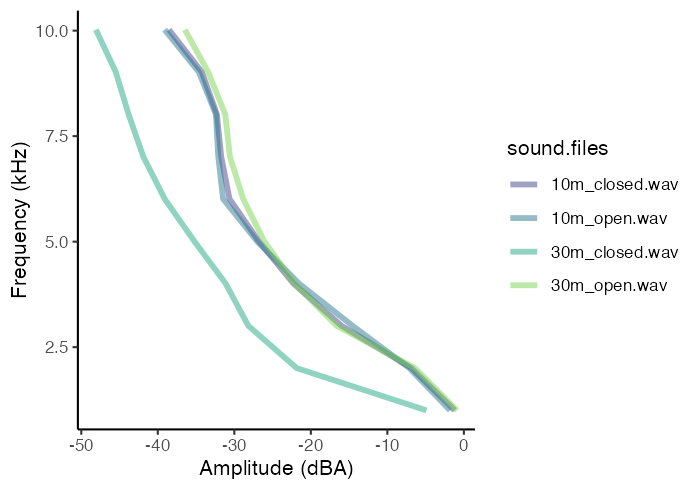 10.0
7.5
5.0
2.5
Frequency (kHz)
-50 -40 -30 -20 -10 0
Amplitude (dBA)
sound.files
10m_closed.wav
10m_open.wav
30m_closed.wav
30m_open.wav